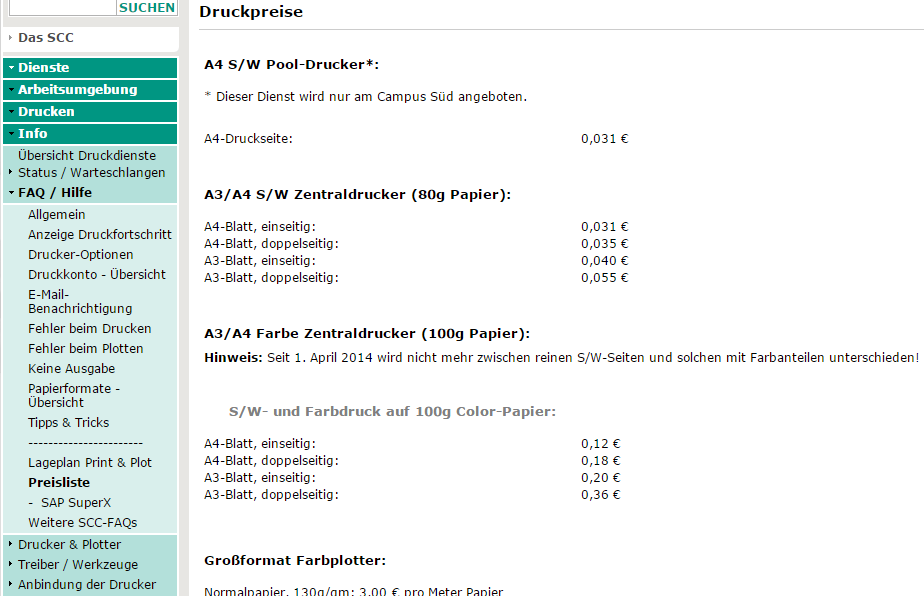 SUCHEN
Das SCC
Dienste
Arbeitsumgebung
Drucken
Info
Übersicht Druckdienste
Status / Warteschlangen
FAQ / Hilfe
Allgemein
Anzeige Druckfortschritt
Drucker-Optionen
Druckkonto - Übersicht
E-Mail-
Benachrichtigung
Fehler beim Drucken
Fehler beim Plotten
Keine Ausgabe
Papierformate -
Übersicht
Tipps & Tricks
-----------------------
Lageplan Print & Plot
Preisliste
- SAP SuperX
Weitere SCC-FAQs
Drucker & Plotter
Treiber / Werkzeuge
Anbindung der Drucker
Druckpreise
A4 S/W Pool-Drucker*:
* Dieser Dienst wird nur am Campus Süd angeboten.
A4-Druckseite: 0,031 €
A3/A4 S/W Zentraldrucker (80g Papier):
A4-Blatt, einseitig: 0,031 €
A4-Blatt, doppelseitig: 0,035 €
A3-Blatt, einseitig: 0,040 €
A3-Blatt, doppelseitig: 0,055 €
A3/A4 Farbe Zentraldrucker (100g Papier):
Hinweis: Seit 1. April 2014 wird nicht mehr zwischen reinen S/W-Seiten und solchen mit Farbanteilen unterschieden!
S/W- und Farbdruck auf 100g Color-Papier:
A4-Blatt, einseitig: 0,12 €
A4-Blatt, doppelseitig: 0,18 €
A3-Blatt, einseitig: 0,20 €
A3-Blatt, doppelseitig: 0,36 €
Großformat Farbplotter:
Normalpapier, 130g/qm: 3,00 € pro Meter Papier